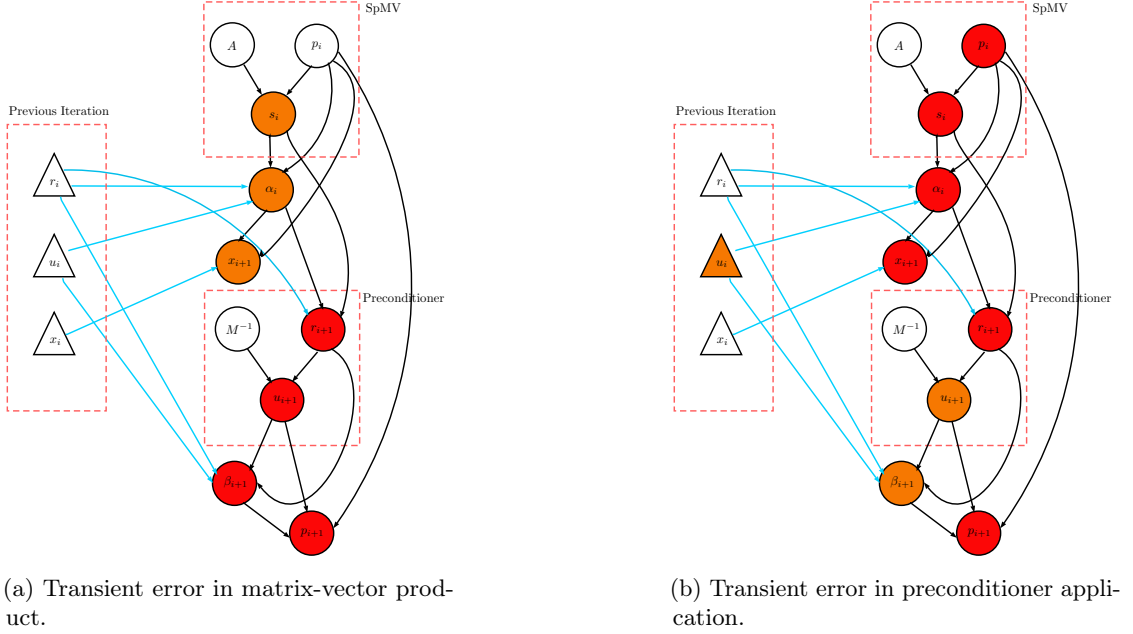 SpMV
A
p_i
s_i
Previous Iteration
r_i
α_i
u_i
x_{i+1}
Preconditioner
x_i
M^{-1}
r_{i+1}
u_{i+1}
β_{i+1}
p_{i+1}
(a) Transient error in matrix-vector prod-
uct.
SpMV
A
p_i
s_i
r_i
α_i
u_i
x_{i+1}
Preconditioner
x_i
M^{-1}
r_{i+1}
u_{i+1}
β_{i+1}
p_{i+1}
Previous Iteration
(b) Transient error in preconditioner appli-
cation.